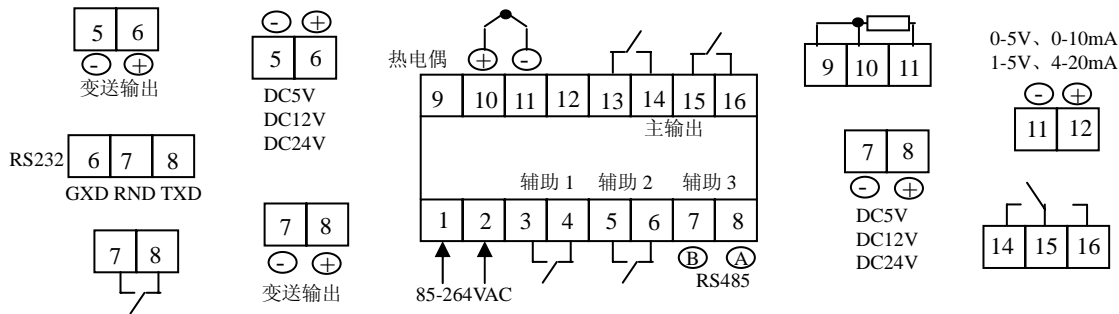 5 6
- +
变送输出
RS232 6 7 8
GXD RND TXD
7 8
- +
5 6
DC5V
DC12V
DC24V
7 8
- +
变送输出
热电偶 + -
9 10 11 12 13 14 15 16
主输出
辅助 1 辅助 2 辅助 3
1 2 3 4 5 6 7 8
B A
85-264VAC RS485
9 10 11
7 8
- +
DC5V
DC12V
DC24V
0-5V、0-10mA
1-5V、4-20mA
- +
11 12
14 15 16